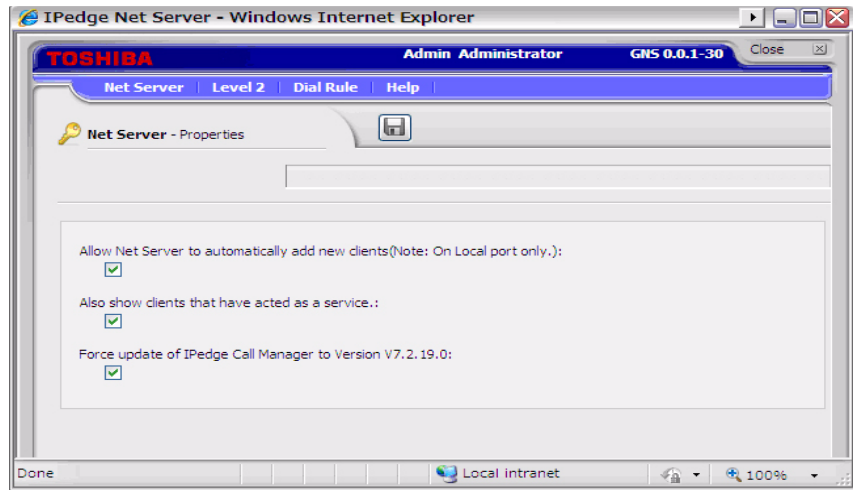 IPedge Net Server - Windows Internet Explorer
TOSHIBA
Admin Administrator
GNS 0.0.1-30
Close
Net Server | Level 2 | Dial Rule | Help |
Net Server - Properties
Allow Net Server to automatically add new clients(Note: On Local port only.):
Also show clients that have acted as a service.:
Force update of IPedge Call Manager to Version V7.2.19.0:
Done
Local intranet
100%